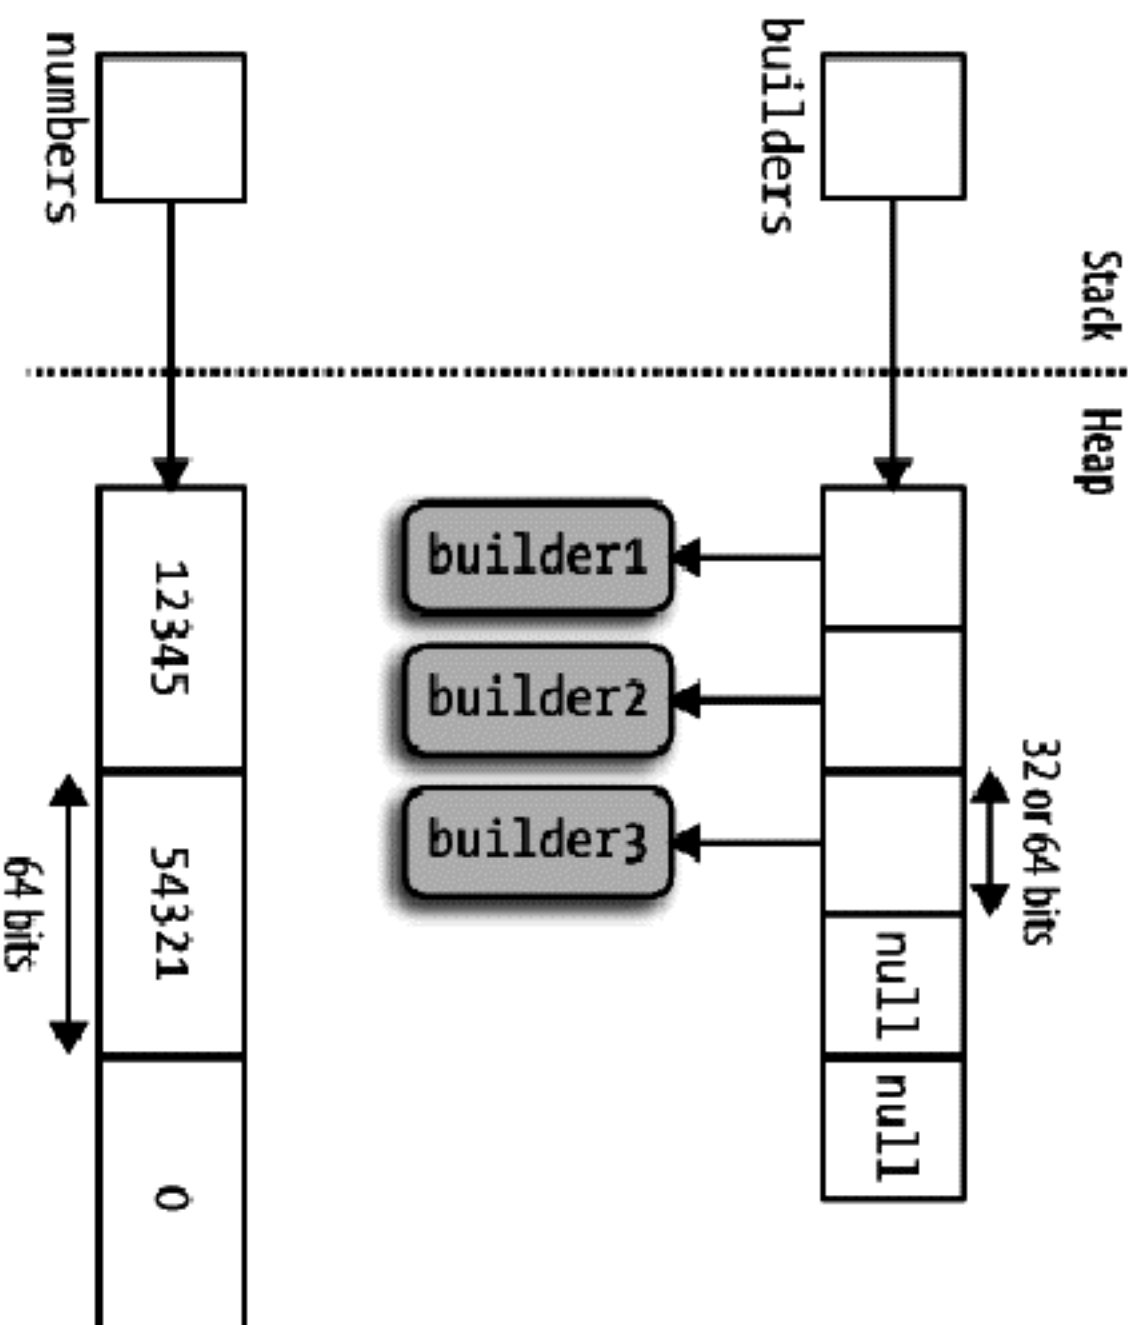 Stack
Heap
builders
32 or 64 bits
null
null
builder1
builder2
builder3
numbers
12345
54321
0
64 bits